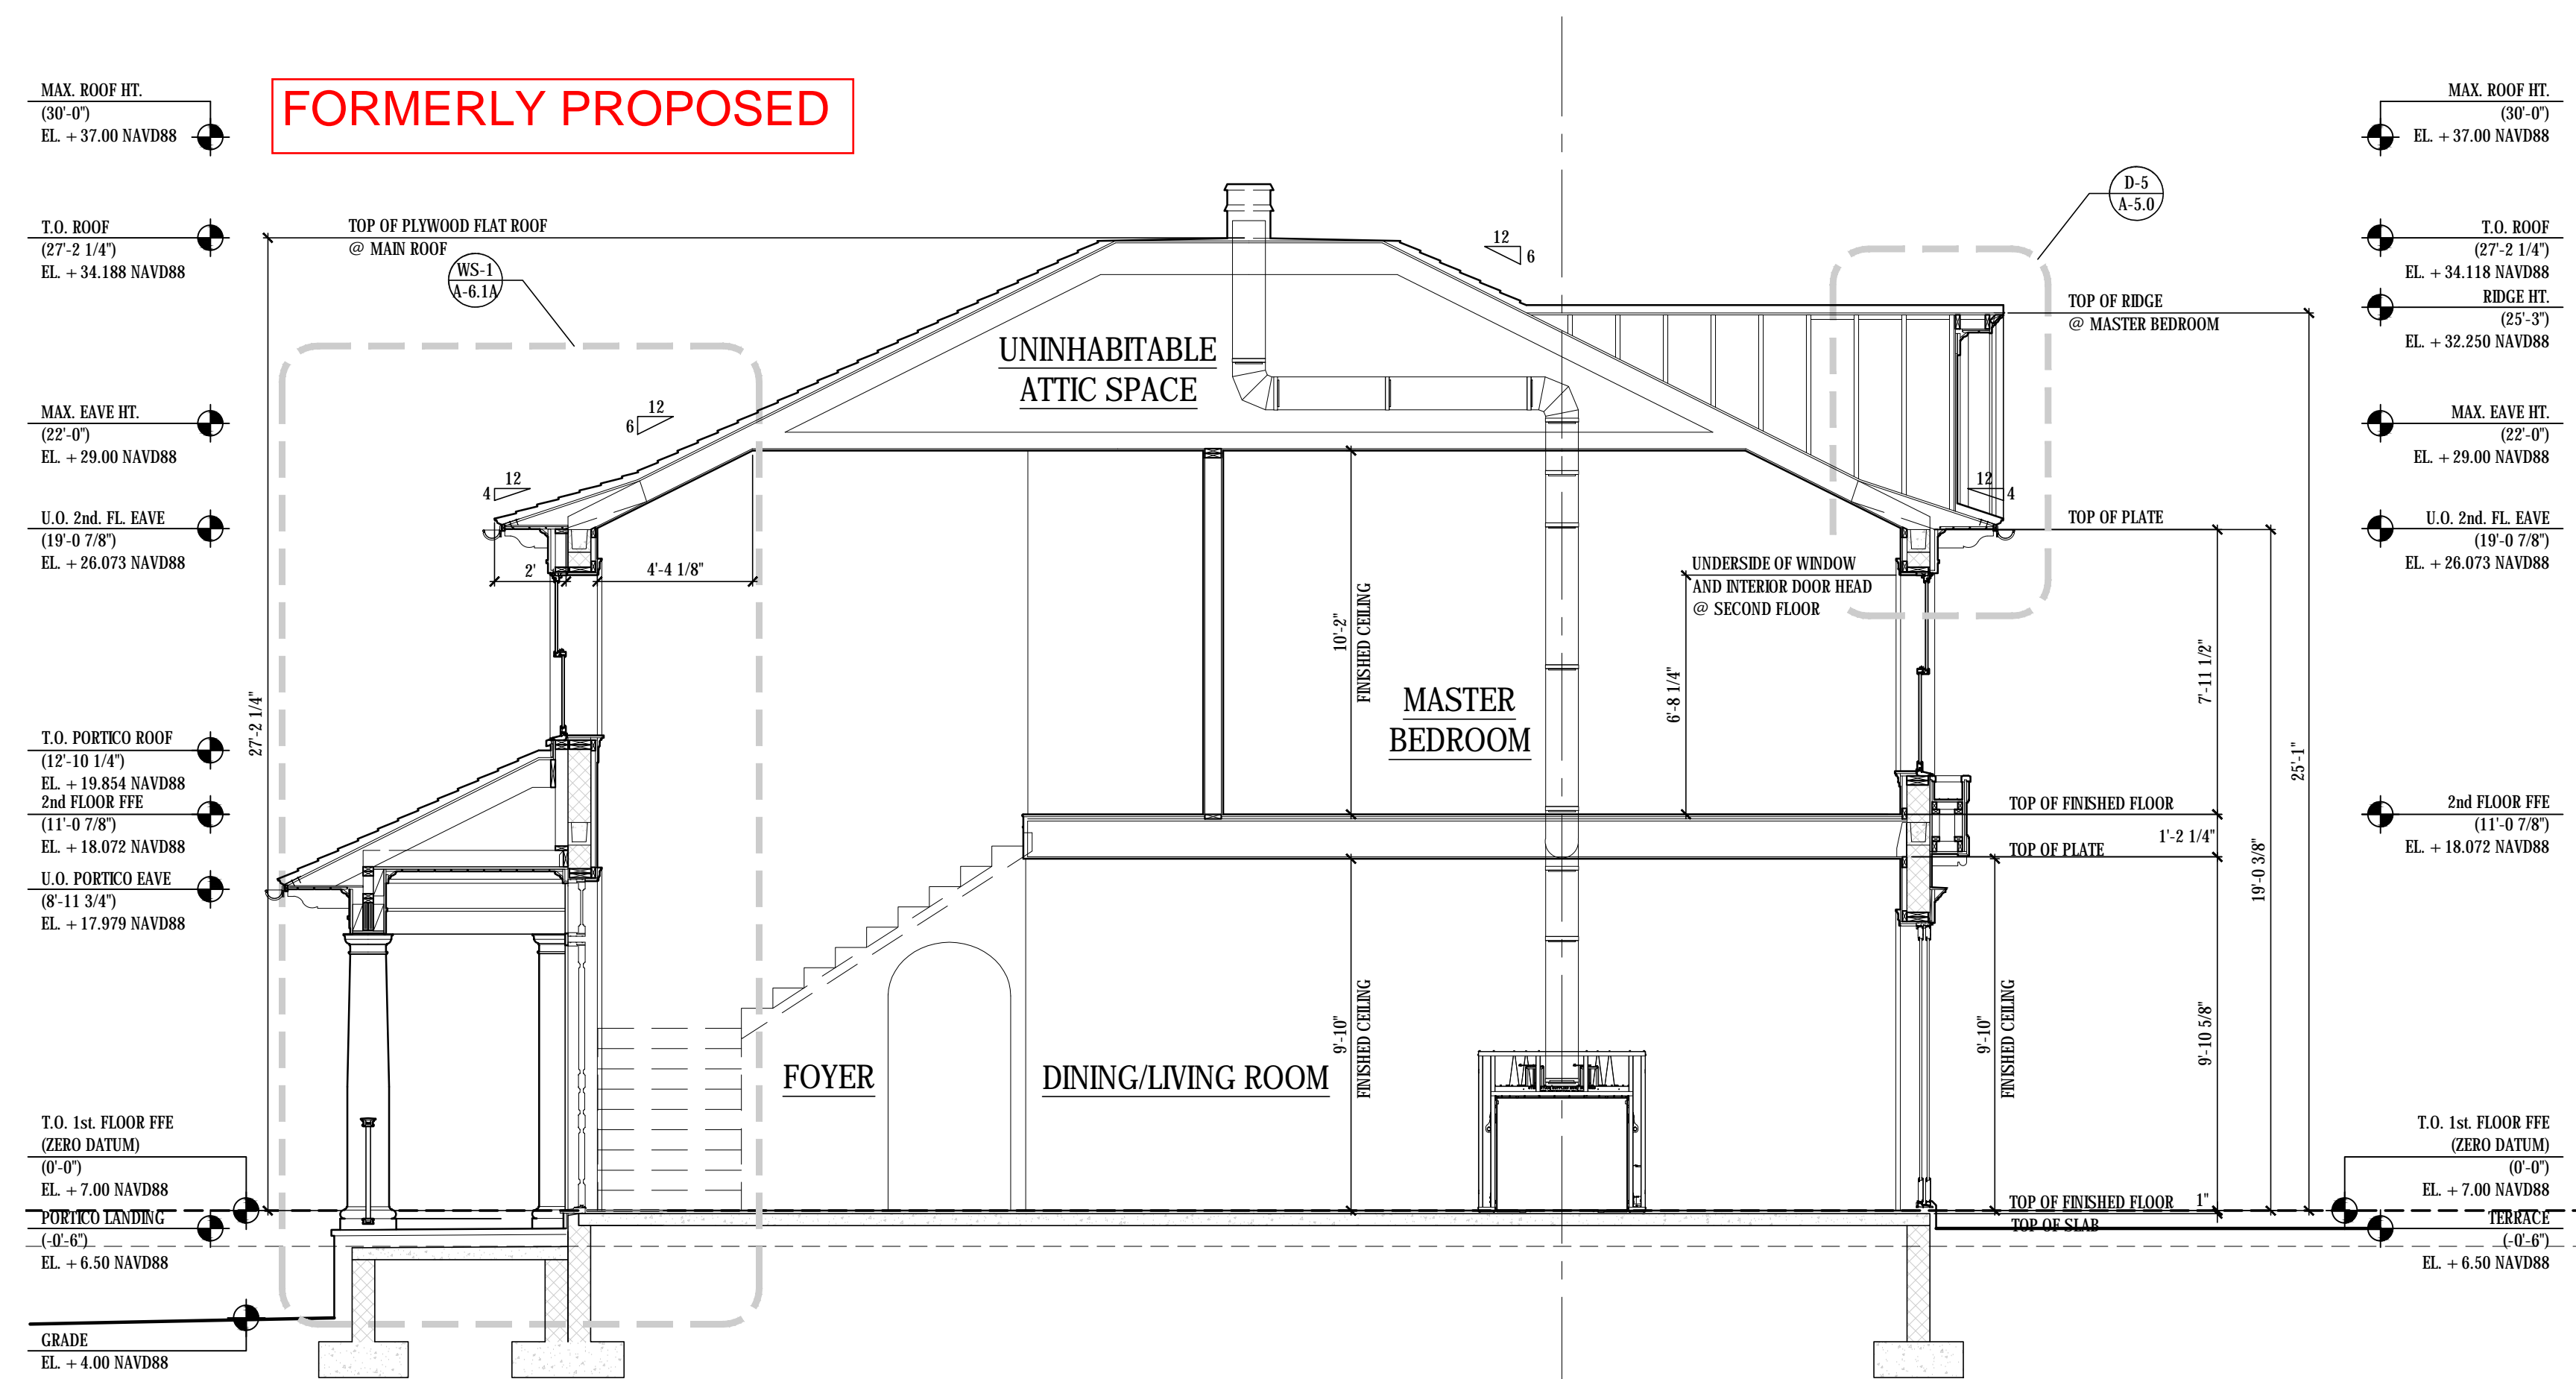 FORMERLY PROPOSED
MAX. ROOF HT.
(30'-0")
EL. + 37.00 NAVD88
T.O. ROOF
(27'-2 1/4")
EL. + 34.188 NAVD88
MAX. EAVE HT.
(22'-0")
EL. + 29.00 NAVD88
U.O. 2nd. FL. EAVE
(19'-0 7/8")
EL. + 26.073 NAVD88
T.O. PORTICO ROOF
(12'-10 1/4")
EL. + 19.854 NAVD88
2nd FLOOR FFE
(11'-0 7/8")
EL. + 18.072 NAVD88
U.O. PORTICO EAVE
(8'-11 3/4")
EL. + 17.979 NAVD88
T.O. 1st. FLOOR FFE
(ZERO DATUM)
(0'-0")
EL. + 7.00 NAVD88
PORTICO LANDING
(-0'-6")
EL. + 6.50 NAVD88
GRADE
EL. + 4.00 NAVD88
27'-2 1/4"
TOP OF PLYWOOD FLAT ROOF
@ MAIN ROOF
WS-1
A-6.1A
12
6
12
4
2'
4'-4 1/8"
UNINHABITABLE
ATTIC SPACE
12
6
10'-2"
FINISHED CEILING
MASTER
BEDROOM
UNDERSIDE OF WINDOW
AND INTERIOR DOOR HEAD
@ SECOND FLOOR
6'-8 1/4"
FOYER
DINING/LIVING ROOM
9'-10"
FINISHED CEILING
D-5
A-5.0
12
4
TOP OF RIDGE
@ MASTER BEDROOM
TOP OF PLATE
7'-11 1/2"
25'-1"
TOP OF FINISHED FLOOR
1'-2 1/4"
TOP OF PLATE
19'-0 3/8"
9'-10"
FINISHED CEILING
9'-10 5/8"
TOP OF FINISHED FLOOR
1"
TOP OF SLAB
MAX. ROOF HT.
(30'-0")
EL. + 37.00 NAVD88
T.O. ROOF
(27'-2 1/4")
EL. + 34.118 NAVD88
RIDGE HT.
(25'-3")
EL. + 32.250 NAVD88
MAX. EAVE HT.
(22'-0")
EL. + 29.00 NAVD88
U.O. 2nd. FL. EAVE
(19'-0 7/8")
EL. + 26.073 NAVD88
2nd FLOOR FFE
(11'-0 7/8")
EL. + 18.072 NAVD88
T.O. 1st. FLOOR FFE
(ZERO DATUM)
(0'-0")
EL. + 7.00 NAVD88
TERRACE
(-0'-6")
EL. + 6.50 NAVD88